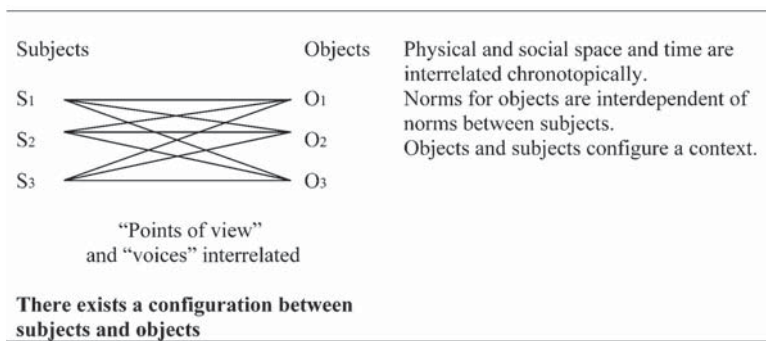 Subjects
Objects
S1
O1
S2
O2
S3
O3
“Points of view”
and “voices” interrelated
There exists a configuration between
subjects and objects
Physical and social space and time are
interrelated chronotopically.
Norms for objects are interdependent of
norms between subjects.
Objects and subjects configure a context.